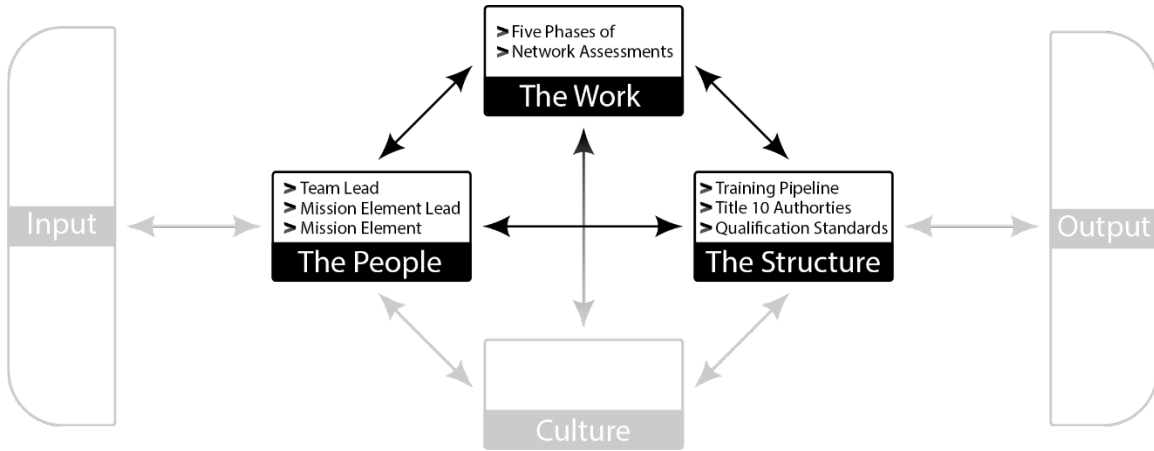 > Five Phases of
> Network Assessments
The Work
> Team Lead
> Mission Element Lead
> Mission Element
The People
> Training Pipeline
> Title 10 Authorties
> Qualification Standards
The Structure
Input
Output
Culture